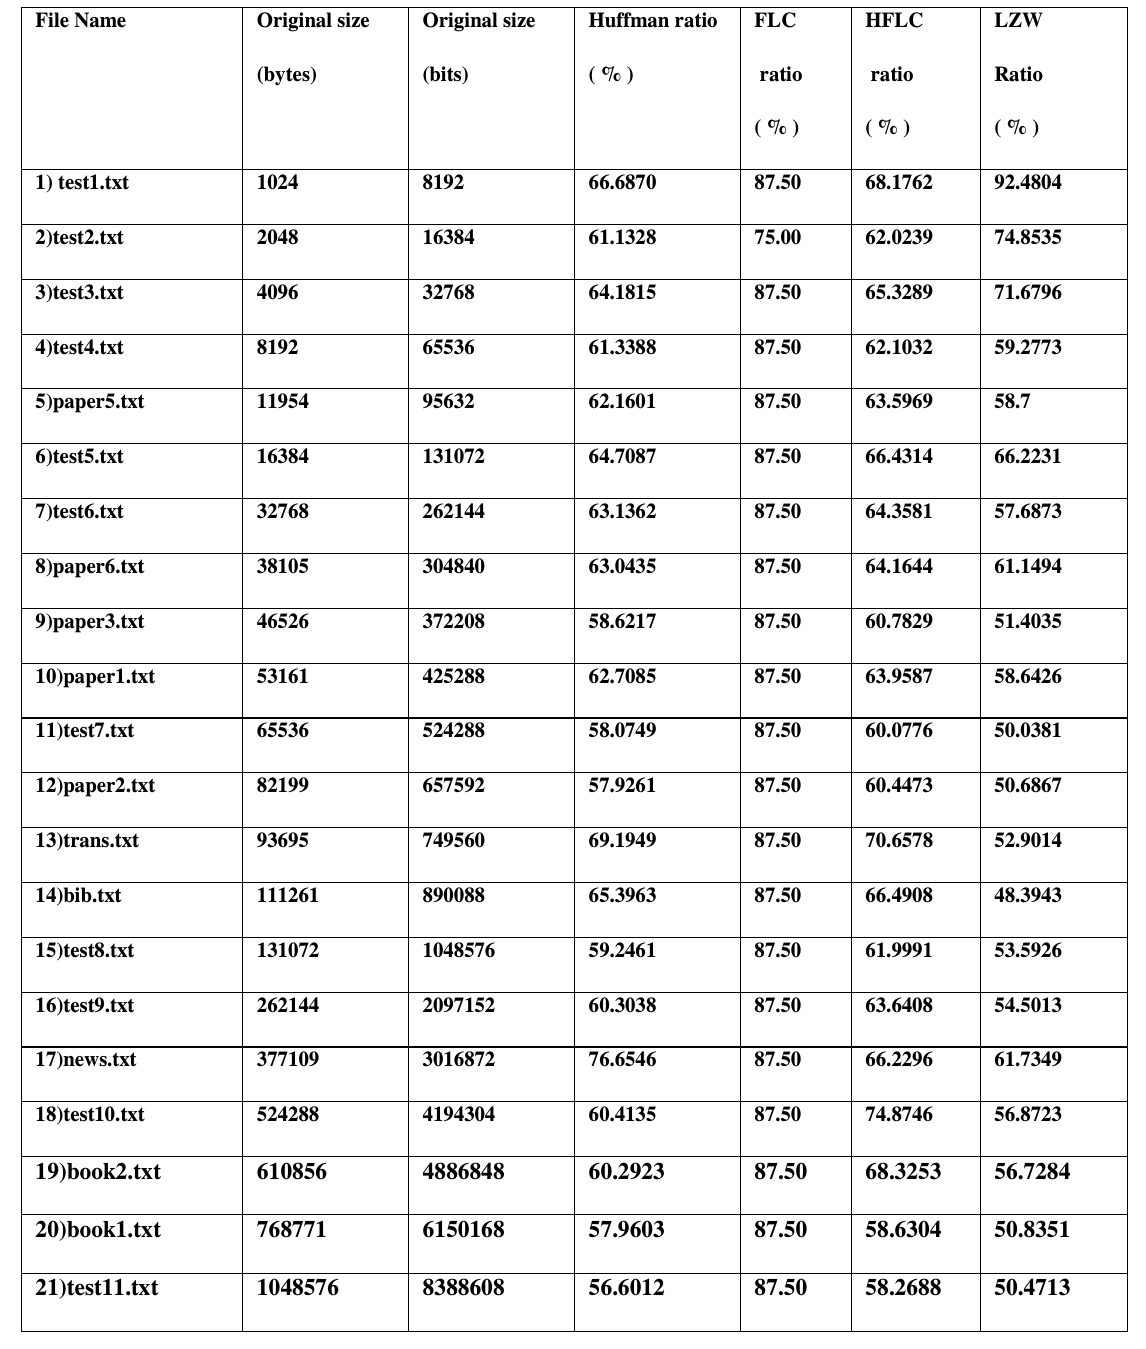 File Name Original size Original size Huffman ratio FLC HFLC LZW
(bytes) (bits) ( % ) ratio ratio Ratio
( % ) ( % ) ( % )
1) test1.txt 1024 8192 66.6870 87.50 68.1762 92.4804
2)test2.txt 2048 16384 61.1328 75.00 62.0239 74.8535
3)test3.txt 4096 32768 64.1815 87.50 65.3289 71.6796
4)test4.txt 8192 65536 61.3388 87.50 62.1032 59.2773
5)paper5.txt 11954 95632 62.1601 87.50 63.5969 58.7
6)test5.txt 16384 131072 64.7087 87.50 66.4314 66.2231
7)test6.txt 32768 262144 63.1362 87.50 64.3581 57.6873
8)paper6.txt 38105 304840 63.0435 87.50 64.1644 61.1494
9)paper3.txt 46526 372208 58.6217 87.50 60.7829 51.4035
10)paper1.txt 53161 425288 62.7085 87.50 63.9587 58.6426
11)test7.txt 65536 524288 58.0749 87.50 60.0776 50.0381
12)paper2.txt 82199 657592 57.9261 87.50 60.4473 50.6867
13)trans.txt 93695 749560 69.1949 87.50 70.6578 52.9014
14)bib.txt 111261 890088 65.3963 87.50 66.4908 48.3943
15)test8.txt 131072 1048576 59.2461 87.50 61.9991 53.5926
16)test9.txt 262144 2097152 60.3038 87.50 63.6408 54.5013
17)news.txt 377109 3016872 76.6546 87.50 66.2296 61.7349
18)test10.txt 524288 4194304 60.4135 87.50 74.8746 56.8723
19)book2.txt 610856 4886848 60.2923 87.50 68.3253 56.7284
20)book1.txt 768771 6150168 57.9603 87.50 58.6304 50.8351
21)test11.txt 1048576 8388608 56.6012 87.50 58.2688 50.4713